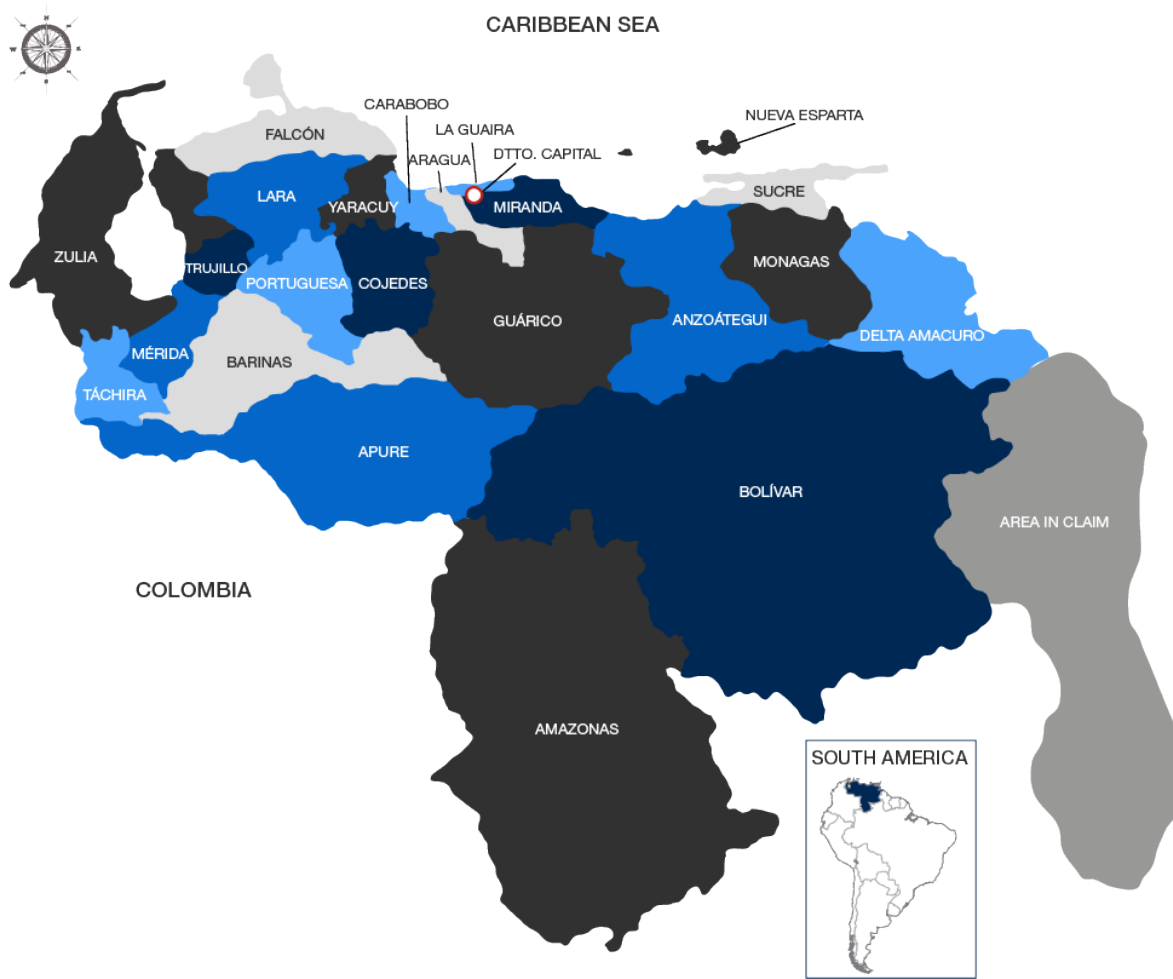 CARIBBEAN SEA
N
W
E
S
CARABOBO
LA GUAIRA
NUEVA ESPARTA
FALCÓN
DTTO. CAPITAL
ARAGUA
SUCRE
LARA
YARACUY
MIRANDA
ZULIA
MONAGAS
TRUJILLO
PORTUGUESA
COJEDES
GUÁRICO
ANZOÁTEGUI
DELTA AMACURO
MÉRIDA
BARINAS
TÁCHIRA
APURE
BOLÍVAR
AREA IN CLAIM
COLOMBIA
AMAZONAS
SOUTH AMERICA